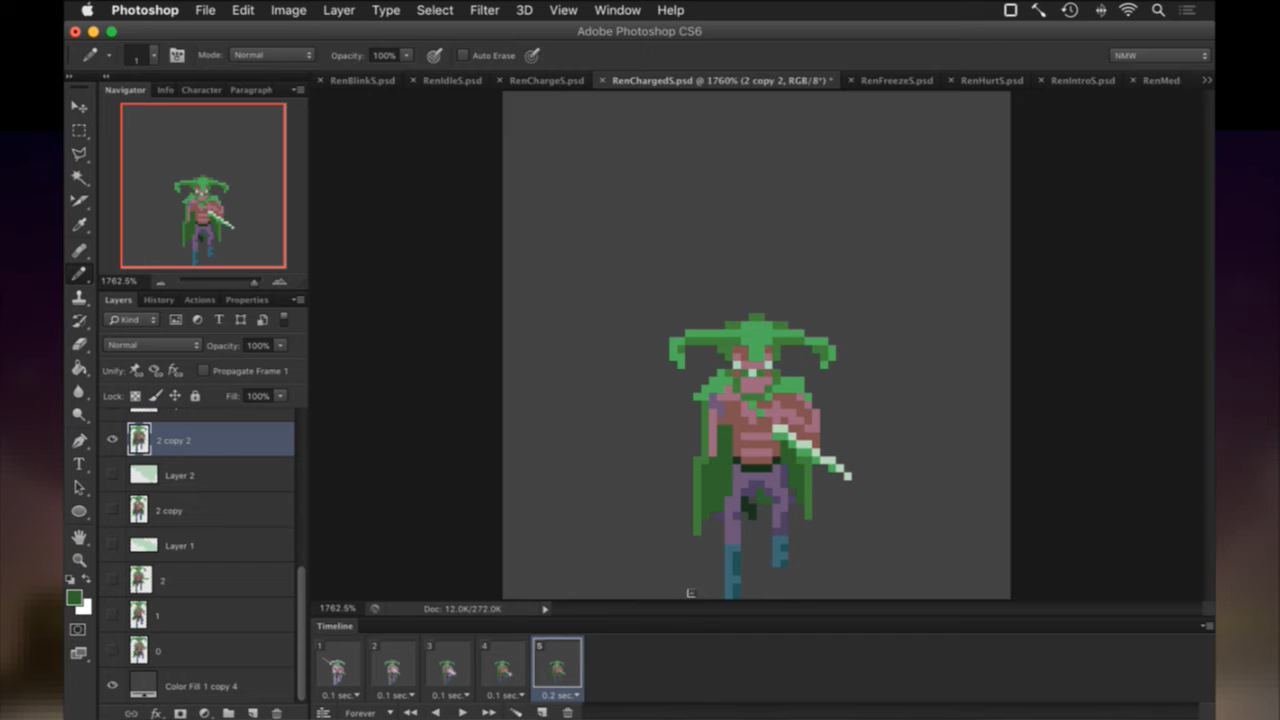 Photoshop File Edit Image Layer Type Select Filter 3D View Window Help
Adobe Photoshop CS6
1 Mode: Normal Opacity: 100% Auto Erase NMW
RenBlinkS.psd RenIdleS.psd RenChargeS.psd RenChargedS.psd @ 1760% (2 copy 2, RGB/8*) * RenFreezeS.psd RenHurtS.psd RenIntro.psd RenMed
Navigator Info Character Paragraph
1762.5%
Layers History Actions Properties
Kind
Normal Opacity: 100%
Unify: Propagate Frame 1
Lock: Fill: 100%
2 copy 2
Layer 2
2 copy
Layer 1
2
1
0
Color Fill 1 copy 4
1762.5% Doc: 12.0K/272.0K
Timeline
1 2 3 4 5
0.1 sec. 0.1 sec. 0.1 sec. 0.1 sec. 0.2 sec.
Forever